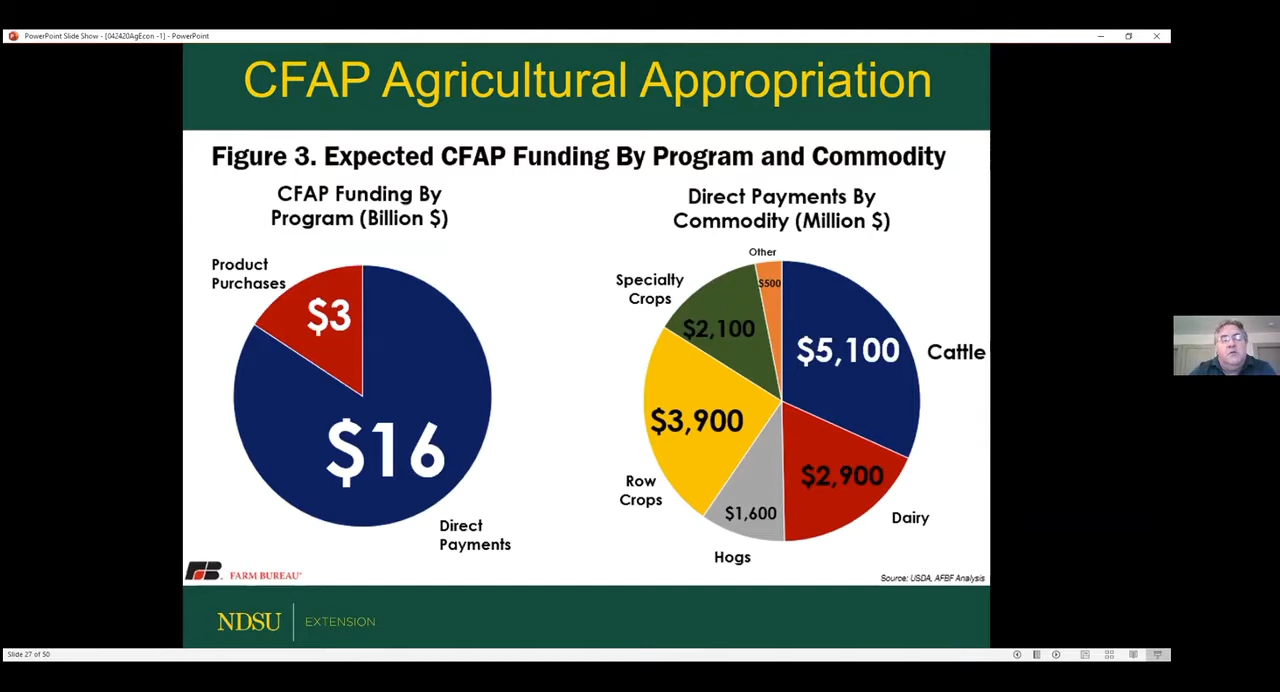 PowerPoint Slide Show - [042420AgEcon -1] - PowerPoint
CFAP Agricultural Appropriation
Figure 3. Expected CFAP Funding By Program and Commodity
CFAP Funding By
Program (Billion $)
Product
Purchases
$3
$16
Direct
Payments
Direct Payments By
Commodity (Million $)
Other
$500
Specialty
Crops
$2,100
$5,100
Cattle
$3,900
Row
Crops
$2,900
Dairy
$1,600
Hogs
FB FARM BUREAU
Source: USDA, AFBF Analysis
NDSU EXTENSION
Slide 27 of 50